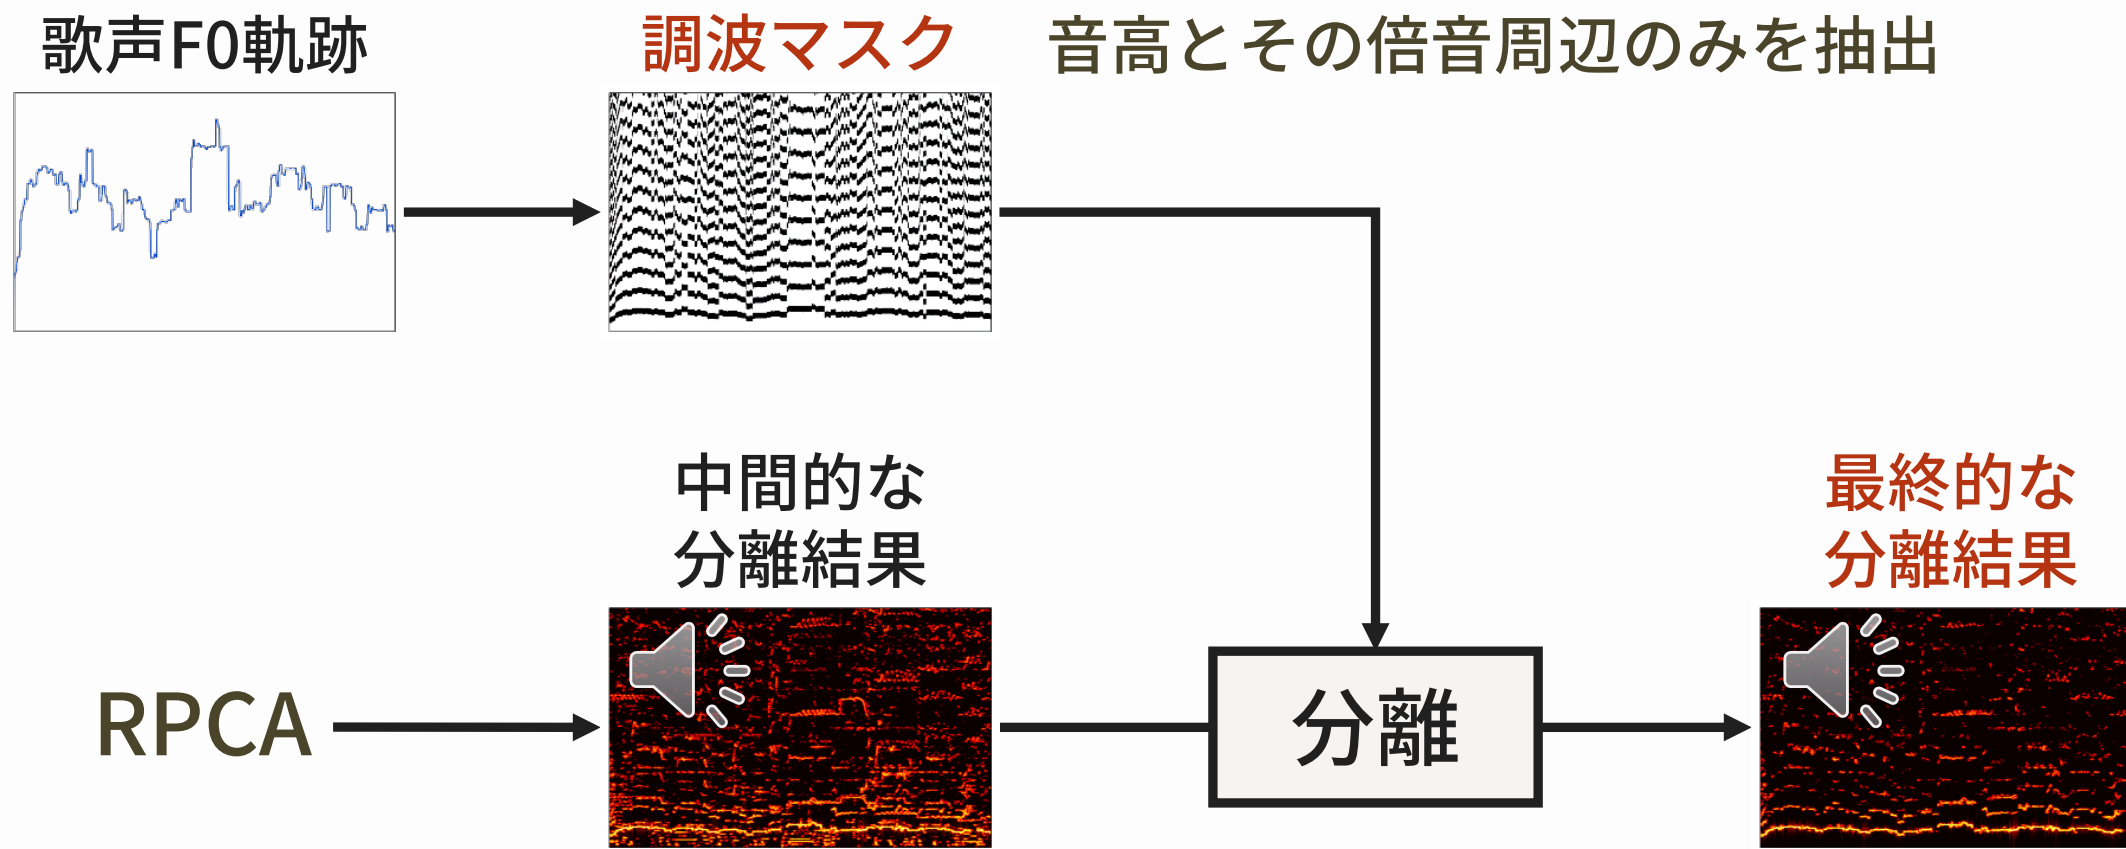 歌声F0軌跡
調波マスク
音高とその倍音周辺のみを抽出
中間的な
分離結果
最終的な
分離結果
RPCA
分離